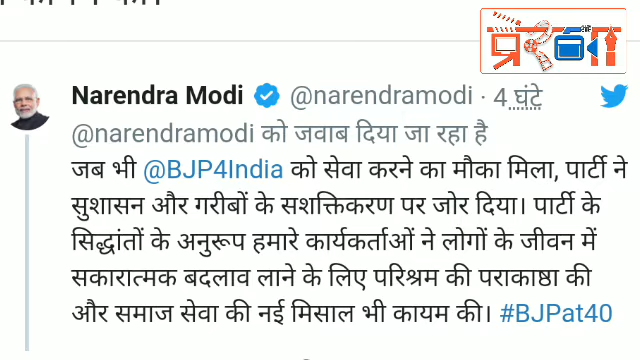 Narendra Modi @narendramodi · 4 घंटे
@narendramodi को जवाब दिया जा रहा है
जब भी @BJP4India को सेवा करने का मौका मिला, पार्टी ने
सुशासन और गरीबों के सशक्तिकरण पर जोर दिया। पार्टी के
सिद्धांतों के अनुरूप हमारे कार्यकर्ताओं ने लोगों के जीवन में
सकारात्मक बदलाव लाने के लिए परिश्रम की पराकाष्ठा की
और समाज सेवा की नई मिसाल भी कायम की। #BJPat40